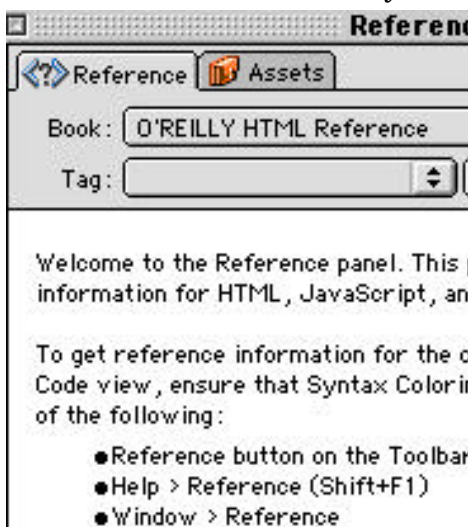 Referenc
Reference Assets
Book: O'REILLY HTML Reference
Tag:
Welcome to the Reference panel. This
information for HTML, JavaScript, an
To get reference information for the
Code view, ensure that Syntax Colorin
of the following:
●Reference button on the Toolbar
●Help > Reference (Shift+F1)
●Window > Reference